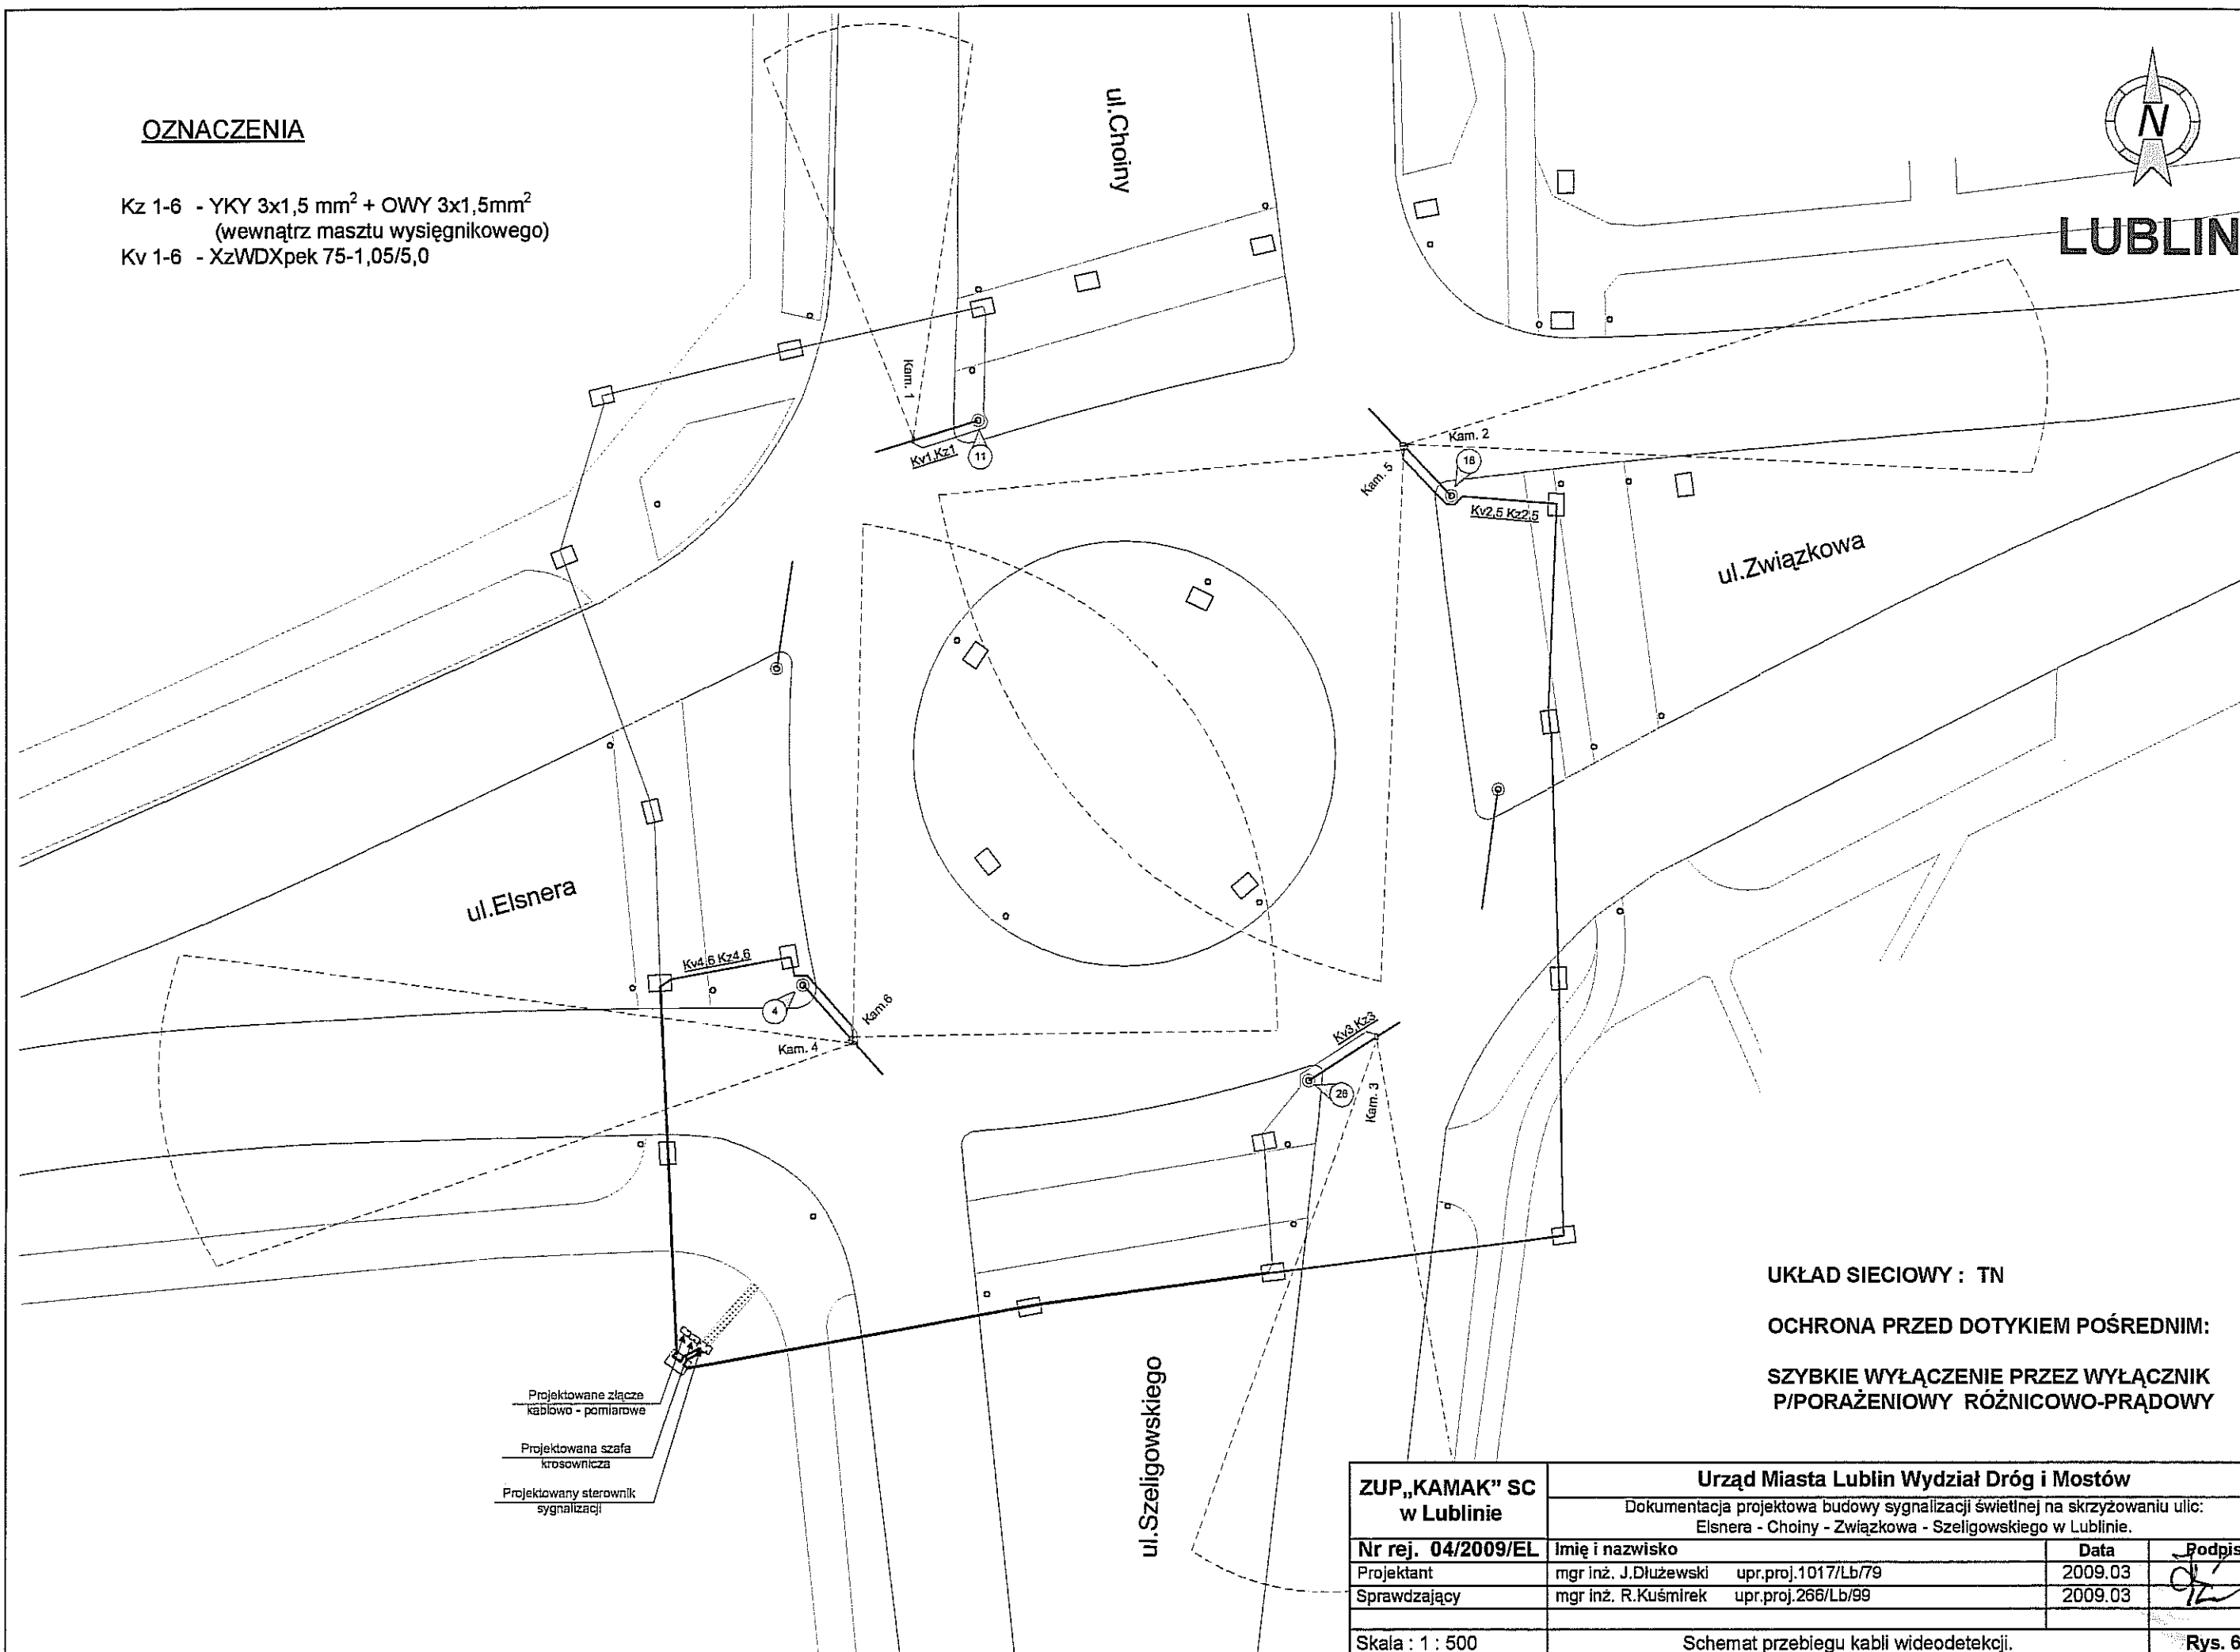 OZNACZENIA
Kz 1-6 - YKY 3x1,5 mm² + OWY 3x1,5mm²
(wewnątrz masztu wysięgnikowego)
Kv 1-6 - XzWDXpek 75-1,05/5,0
ul.Choiny
N
LUBLIN
Kam. 1
Kv1,Kz1
11
Kam. 2
Kam. 5
18
Kv2,5 Kz2,5
ul.Związkowa
ul.Elsnera
Kv4,6 Kz4,6
4
Kam.6
Kam. 4
Kv3,Kz3
Kam. 3
ul.Szeligowskiego
Projektowane złącze
kablowo - pomiarowe
Projektowana szafa
krosownicza
Projektowany sterownik
sygnalizacji
UKŁAD SIECIOWY : TN
OCHRONA PRZED DOTYKIEM POŚREDNIM:
SZYBKIE WYŁĄCZENIE PRZEZ WYŁĄCZNIK
P/PORAŻENIOWY RÓŻNICOWO-PRĄDOWY
ZUP„KAMAK" SC
w Lublinie
Urząd Miasta Lublin Wydział Dróg i Mostów
Dokumentacja projektowa budowy sygnalizacji świetlnej na skrzyżowaniu ulic:
Elsnera - Choiny - Związkowa - Szeligowskiego w Lublinie.
Nr rej. 04/2009/EL Imię i nazwisko Data Podpis
Projektant mgr inż. J.Dłużewski upr.proj.1017/Lb/79 2009.03
Sprawdzający mgr inż. R.Kuśmirek upr.proj.266/Lb/99 2009.03
Skala : 1 : 500 Schemat przebiegu kabli wideodetekcji. Rys.